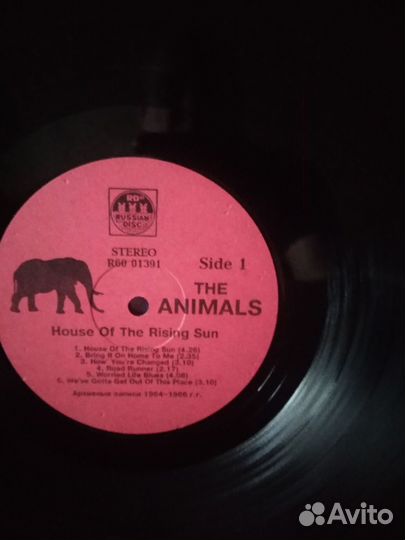 RD
RUSSIAN
DISC
STEREO
R60 01391
Side 1
THE
ANIMALS
House Of The Rising Sun
1. House Of The Rising Sun (4.26)
2. Bring It On Home To Me (2.35)
3. How You're Changed (3.10)
4. Road Runner (2.17)
5. Worried Life Blues (4.08)
6. We've Gotta Get Out Of This Place (3.10)
Архивные записи 1964-1966 г.г.
Avito